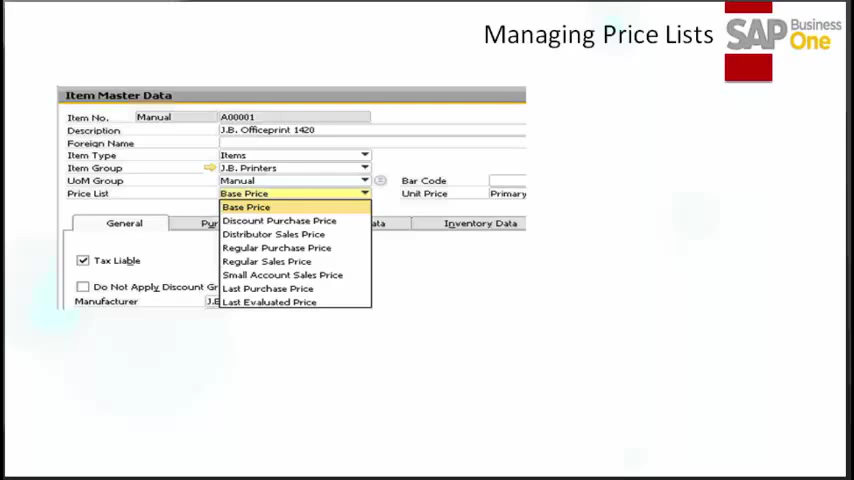 Managing Price Lists
SAP Business One
Item Master Data
Item No. Manual A00001
Description J.B. Officeprint 1420
Foreign Name
Item Type Items
Item Group J.B. Printers
UoM Group Manual Bar Code
Price List Base Price Unit Price Primary
Base Price
General Pur ata Inventory Data
Discount Purchase Price
Distributor Sales Price
Regular Purchase Price
Tax Liable Regular Sales Price
Small Account Sales Price
Do Not Apply Discount Gr Last Purchase Price
Manufacturer J.B Last Evaluated Price